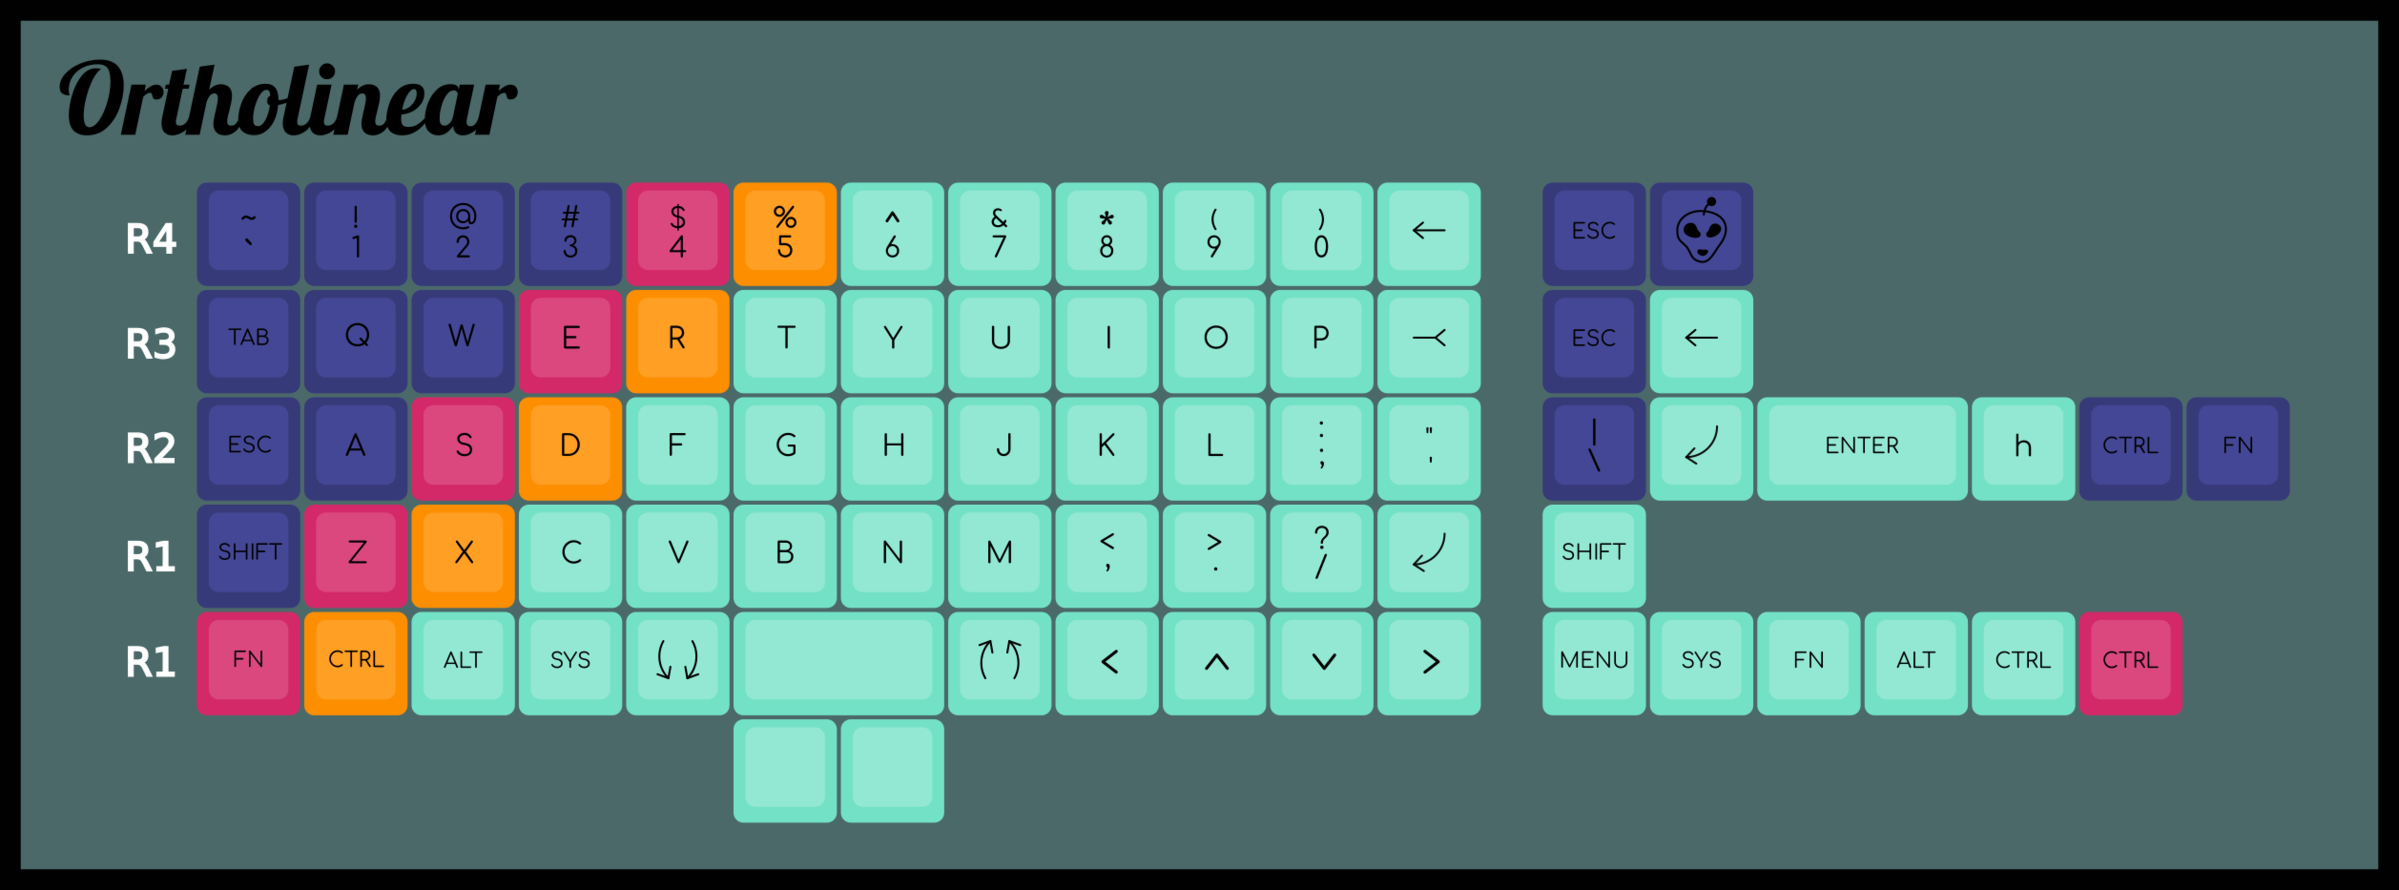 Ortholinear
~ ! @ # $ % ^ & * ( ) ←
R4 ` 1 2 3 4 5 6 7 8 9 0 ESC
R3 TAB Q W E R T Y U I O P ESC ←
R2 ESC A S D F G H J K L : ; " ' | \ ENTER h CTRL FN
R1 SHIFT Z X C V B N M < , > . ? / SHIFT
R1 FN CTRL ALT SYS < > MENU SYS FN ALT CTRL CTRL